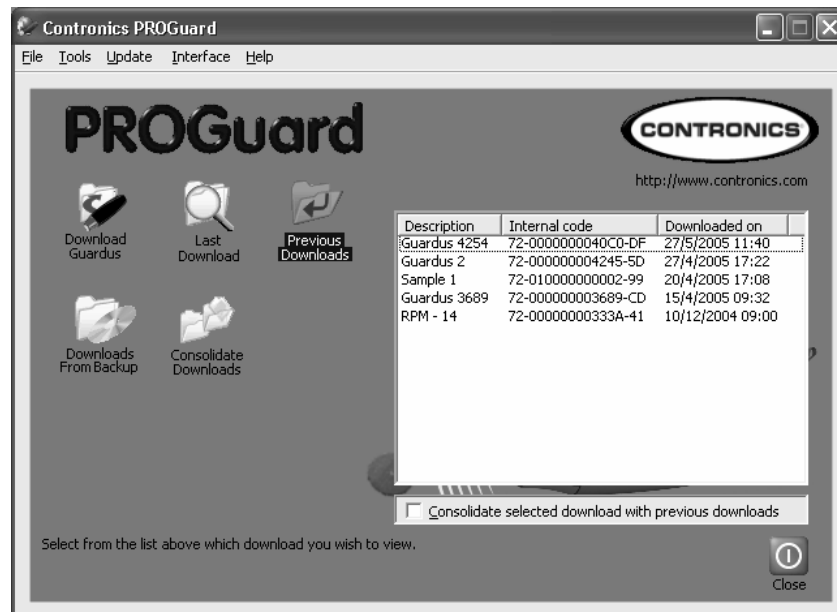 Contronics PROGuard
File Tools Update Interface Help
PROGuard
CONTRONICS
http://www.contronics.com
Download
Guardus
Last
Download
Previous
Downloads
Downloads
From Backup
Consolidate
Downloads
Description Internal code Downloaded on
Guardus 4254 72-0000000040C0-DF 27/5/2005 11:40
Guardus 2 72-000000004245-5D 27/4/2005 17:22
Sample 1 72-010000000002-99 20/4/2005 17:08
Guardus 3689 72-000000003689-CD 15/4/2005 09:32
RPM - 14 72-00000000333A-41 10/12/2004 09:00
Consolidate selected download with previous downloads
Select from the list above which download you wish to view.
Close